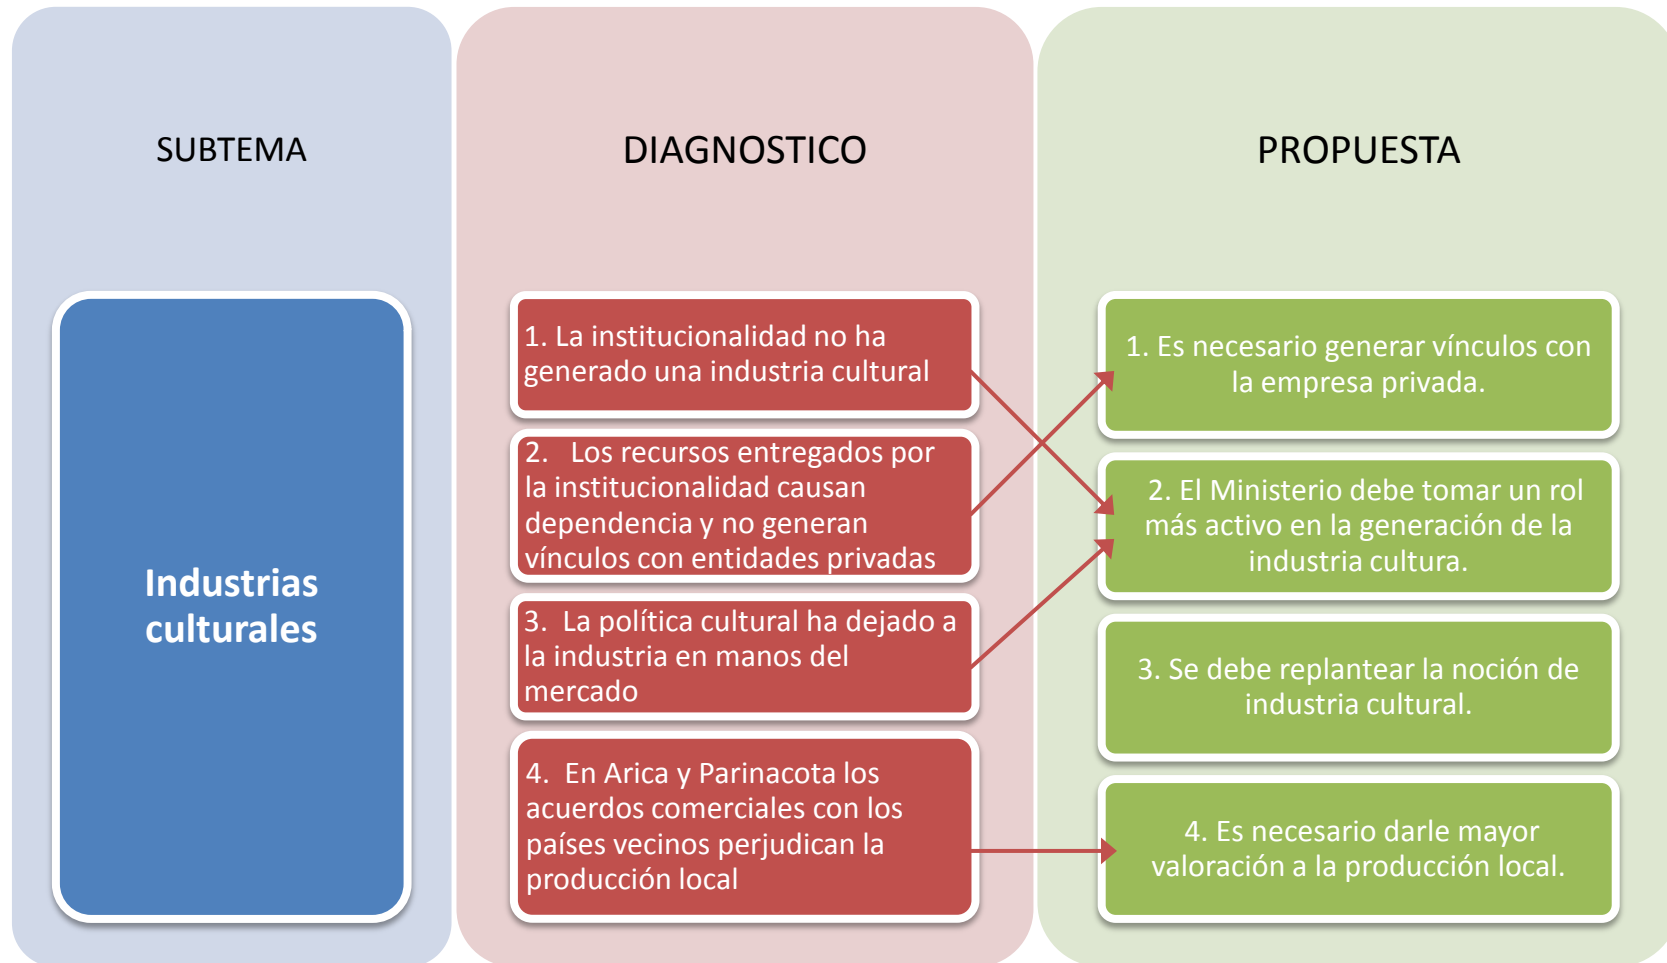 SUBTEMA
DIAGNOSTICO
PROPUESTA
Industrias
culturales
1. La institucionalidad no ha
generado una industria cultural
2. Los recursos entregados por
la institucionalidad causan
dependencia y no generan
vínculos con entidades privadas
3. La política cultural ha dejado a
la industria en manos del
mercado
4. En Arica y Parinacota los
acuerdos comerciales con los
países vecinos perjudican la
producción local
1. Es necesario generar vínculos con
la empresa privada.
2. El Ministerio debe tomar un rol
más activo en la generación de la
industria cultura.
3. Se debe replantear la noción de
industria cultural.
4. Es necesario darle mayor
valoración a la producción local.